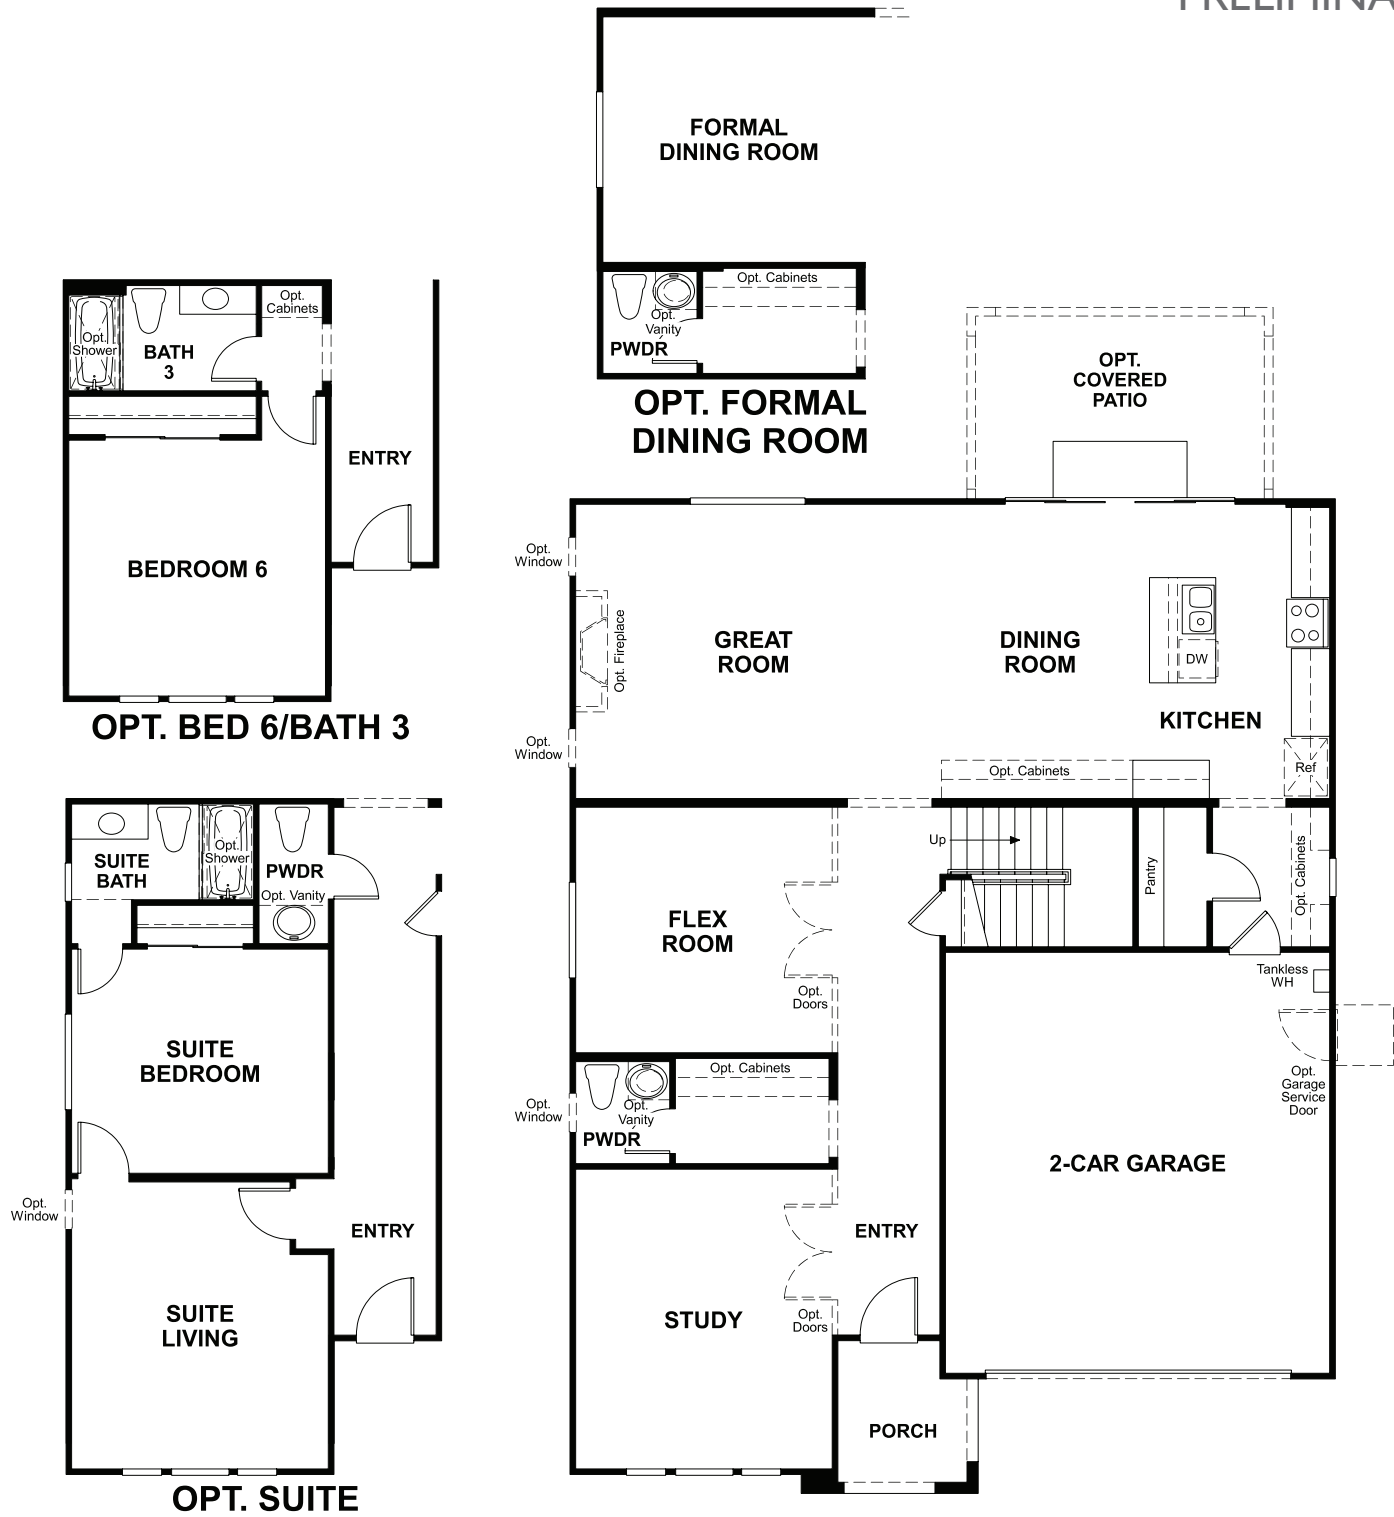 FORMAL
DINING ROOM
Opt. Cabinets
Opt.
Vanity
PWDR
OPT. FORMAL
DINING ROOM
Opt.
Cabinets
Opt.
Shower
BATH
3
ENTRY
BEDROOM 6
OPT. BED 6/BATH 3
OPT.
COVERED
PATIO
Opt.
Window
Opt. Fireplace
GREAT
ROOM
DINING
ROOM
DW
KITCHEN
Opt.
Window
Opt. Cabinets
Ref
Up
Pantry
Opt. Cabinets
FLEX
ROOM
Opt.
Doors
Tankless
WH
Opt.
Garage
Service
Door
Opt. Cabinets
Opt.
Window
Opt.
Vanity
PWDR
2-CAR GARAGE
ENTRY
STUDY
Opt.
Doors
PORCH
Opt.
Shower
SUITE
BATH
PWDR
Opt. Vanity
SUITE
BEDROOM
Opt.
Window
ENTRY
SUITE
LIVING
OPT. SUITE